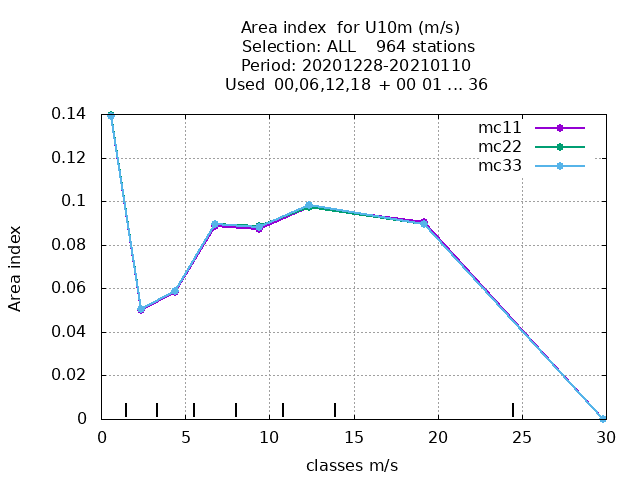 Area index  for U10m (m/s)
Selection: ALL    964 stations
Period: 20201228-20210110
Used  00,06,12,18  + 00 01 ... 36
0.14
0.12
0.1
0.08
0.06
0.04
0.02
0
Area index
mc11
mc22
mc33
0 5 10 15 20 25 30
classes m/s